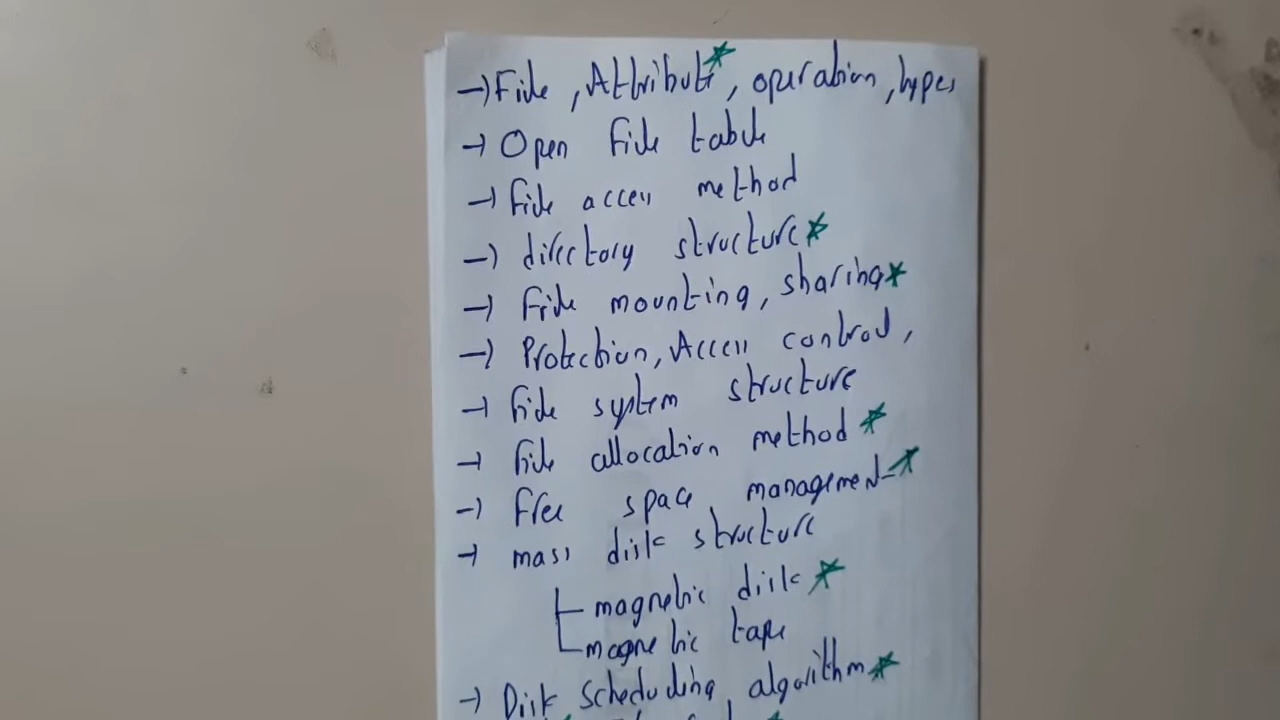 → File, Attribute, operation, types
→ Open File table
→ File access method
→ directory structure
→ File mounting, sharing
→ Protection, Access control,
→ File system structure
→ File allocation method
→ Free space management
→ mass disk structure
magnetic disk
magnetic tape
→ Disk scheduling algorithm